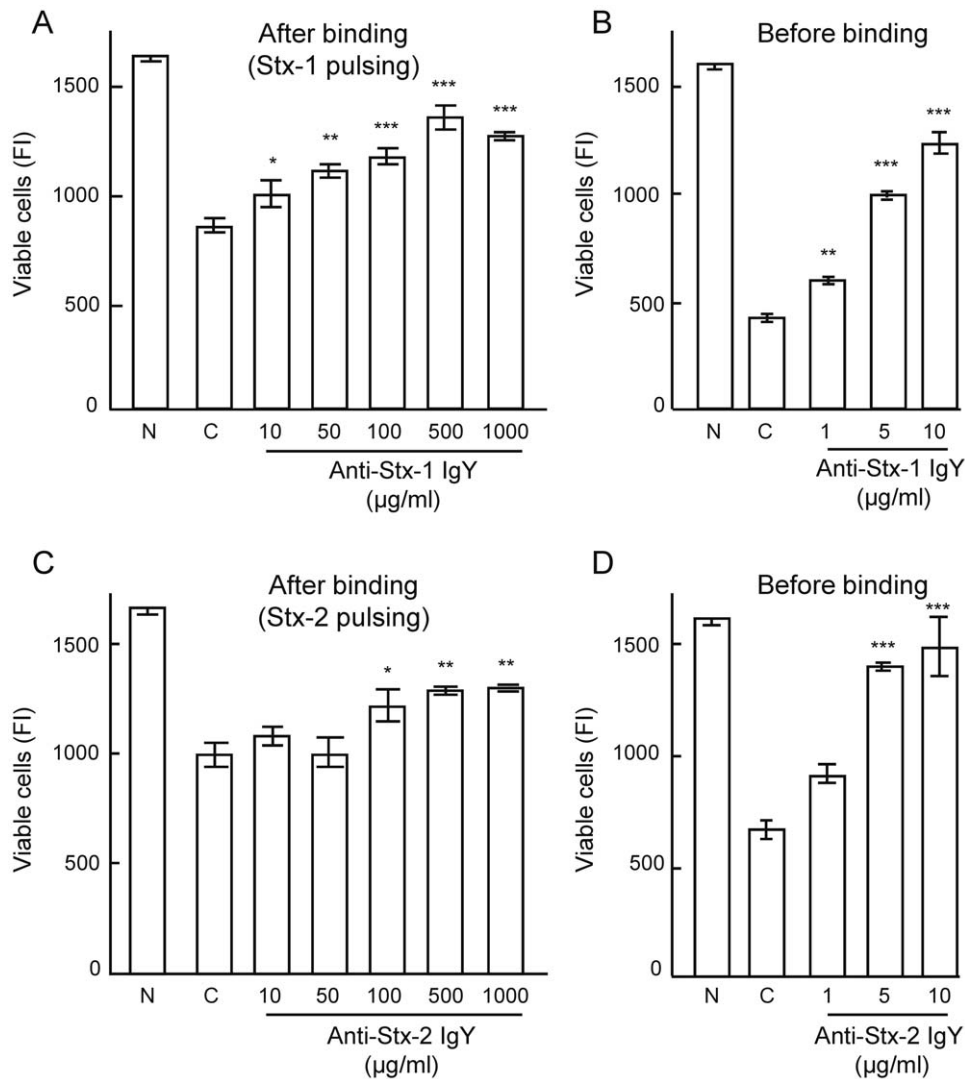 A
After binding
(Stx-1 pulsing)
Viable cells (FI)
1500
1000
500
0
*
**
***
***
***
N C 10 50 100 500 1000
Anti-Stx-1 IgY
(µg/ml)
B
Before binding
Viable cells (FI)
1500
1000
500
0
**
***
***
N C 1 5 10
Anti-Stx-1 IgY
(µg/ml)
C
After binding
(Stx-2 pulsing)
Viable cells (FI)
1500
1000
500
0
*
**
**
N C 10 50 100 500 1000
Anti-Stx-2 IgY
(µg/ml)
D
Before binding
Viable cells (FI)
1500
1000
500
0
***
***
N C 1 5 10
Anti-Stx-2 IgY
(µg/ml)